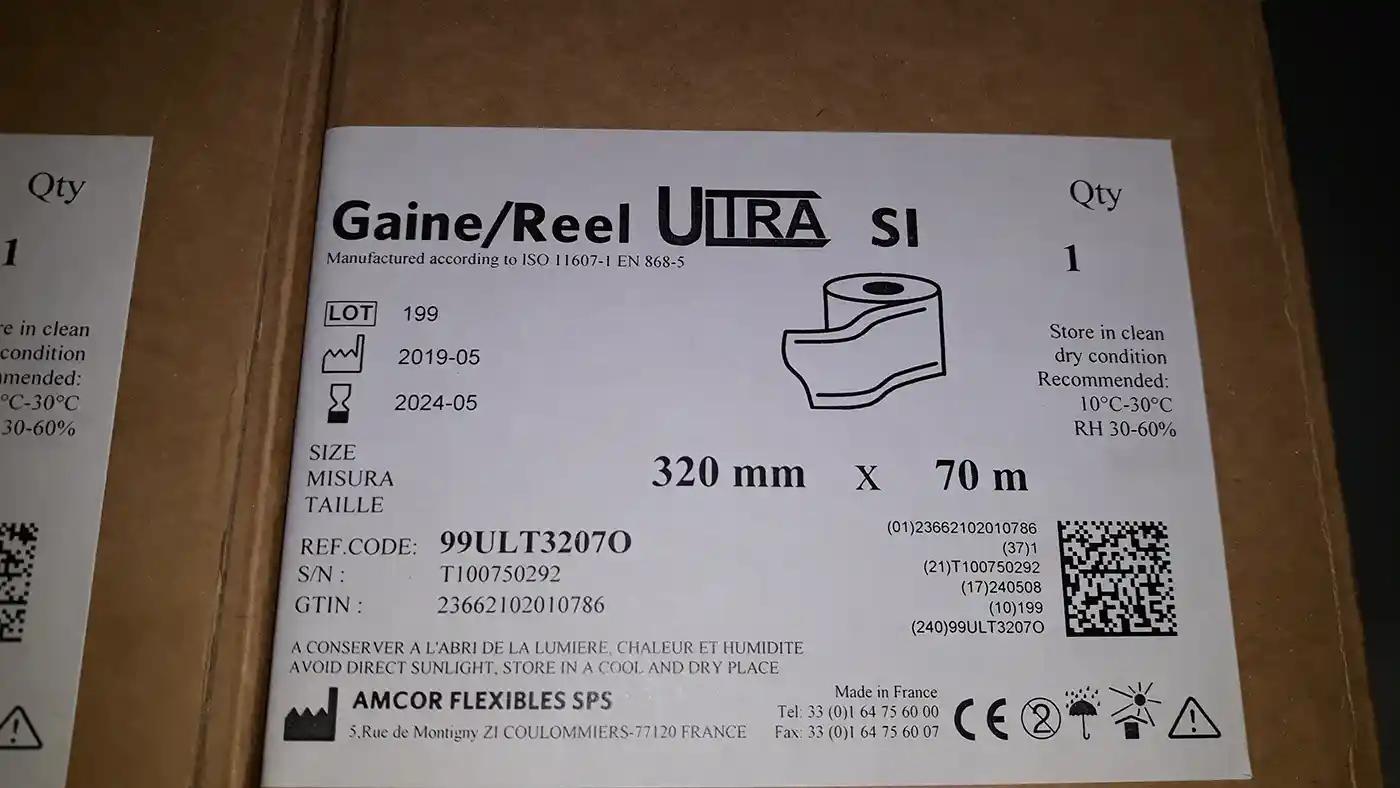 Qty
1
re in clean
condition
mmended:
°C-30°C
30-60%
Gaine/Reel ULTRA SI
Manufactured according to ISO 11607-1 EN 868-5
Qty
1
LOT 199
2019-05
2024-05
Store in clean
dry condition
Recommended:
10°C-30°C
RH 30-60%
SIZE
MISURA
TAILLE
320 mm x 70 m
REF.CODE: 99ULT3207O
S/N : T100750292
GTIN : 23662102010786
(01)23662102010786
(37)1
(21)T100750292
(17)240508
(10)199
(240)99ULT3207O
A CONSERVER A L'ABRI DE LA LUMIERE, CHALEUR ET HUMIDITE
AVOID DIRECT SUNLIGHT, STORE IN A COOL AND DRY PLACE
AMCOR FLEXIBLES SPS
5,Rue de Montigny ZI COULOMMIERS-77120 FRANCE
Made in France
Tel: 33 (0)1 64 75 60 00
Fax: 33 (0)1 64 75 60 07
CE 2